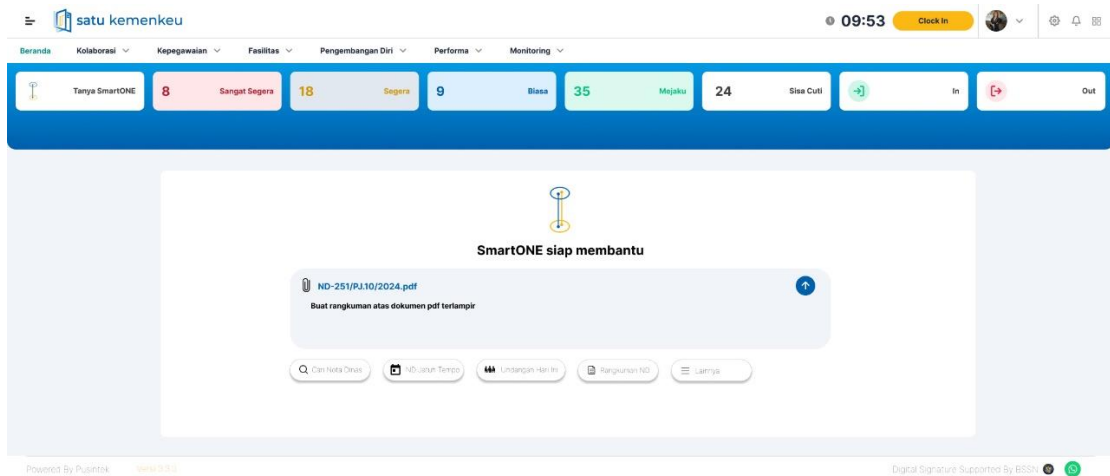 satu kemenkeu
09:53
Clock In
Beranda
Kolaborasi
Kepegawaian
Fasilitas
Pengembangan Diri
Performa
Monitoring
Tanya SmartONE
8 Sangat Segera
18 Segera
9 Biasa
35 Mejaku
24 Sisa Cuti
In
Out
SmartONE siap membantu
ND-251/PJ.10/2024.pdf
Buat rangkuman atas dokumen pdf terlampir
Cari Nota Dinas
ND Jatuh Tempo
Undangan Hari Ini
Rangkuman ND
Lainnya
Powered By Pusintek
Digital Signature Supported By BSSN